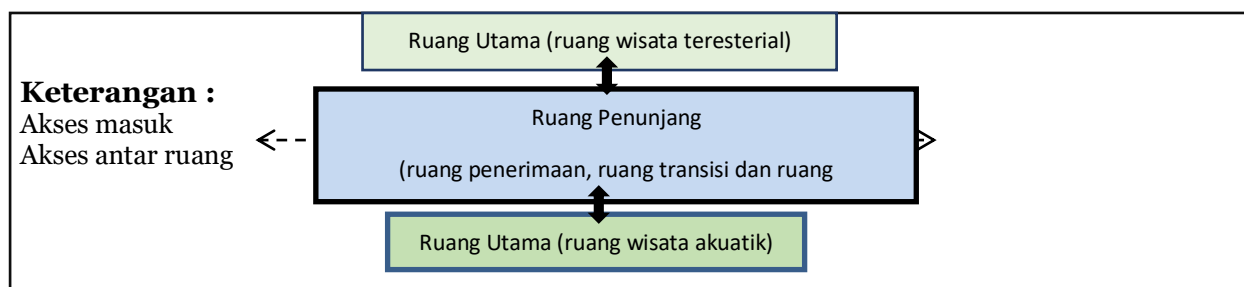 Ruang Utama (ruang wisata teresterial)
Keterangan :
Akses masuk
Akses antar ruang
Ruang Penunjang
(ruang penerimaan, ruang transisi dan ruang
Ruang Utama (ruang wisata akuatik)